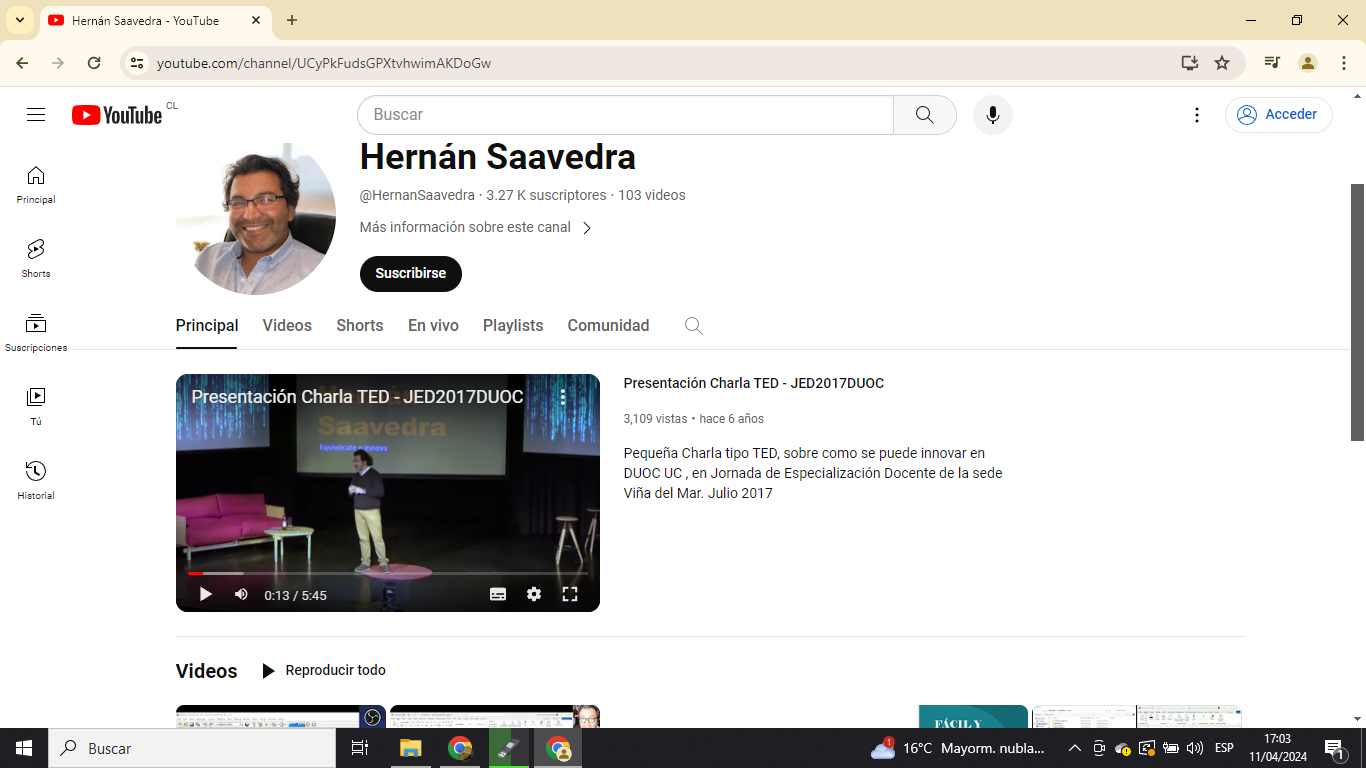 Hernán Saavedra - YouTube
youtube.com/channel/UCyPkFudsGPXtvhwimAKDoGw
YouTube CL
Buscar
Acceder
Principal
Shorts
Suscripciones
Tú
Historial
Hernán Saavedra
@HernanSaavedra · 3.27 K suscriptores · 103 videos
Más información sobre este canal
Suscribirse
Principal Videos Shorts En vivo Playlists Comunidad
Presentación Charla TED - JED2017DUOC
Saavedra
Equivócate e innova
0:13 / 5:45
Presentación Charla TED - JED2017DUOC
3,109 vistas • hace 6 años
Pequeña Charla tipo TED, sobre como se puede innovar en
DUOC UC , en Jornada de Especialización Docente de la sede
Viña del Mar. Julio 2017
Videos Reproducir todo
FÁCIL Y
Buscar
1
16°C Mayorm. nubla...
ESP
17:03
11/04/2024
1